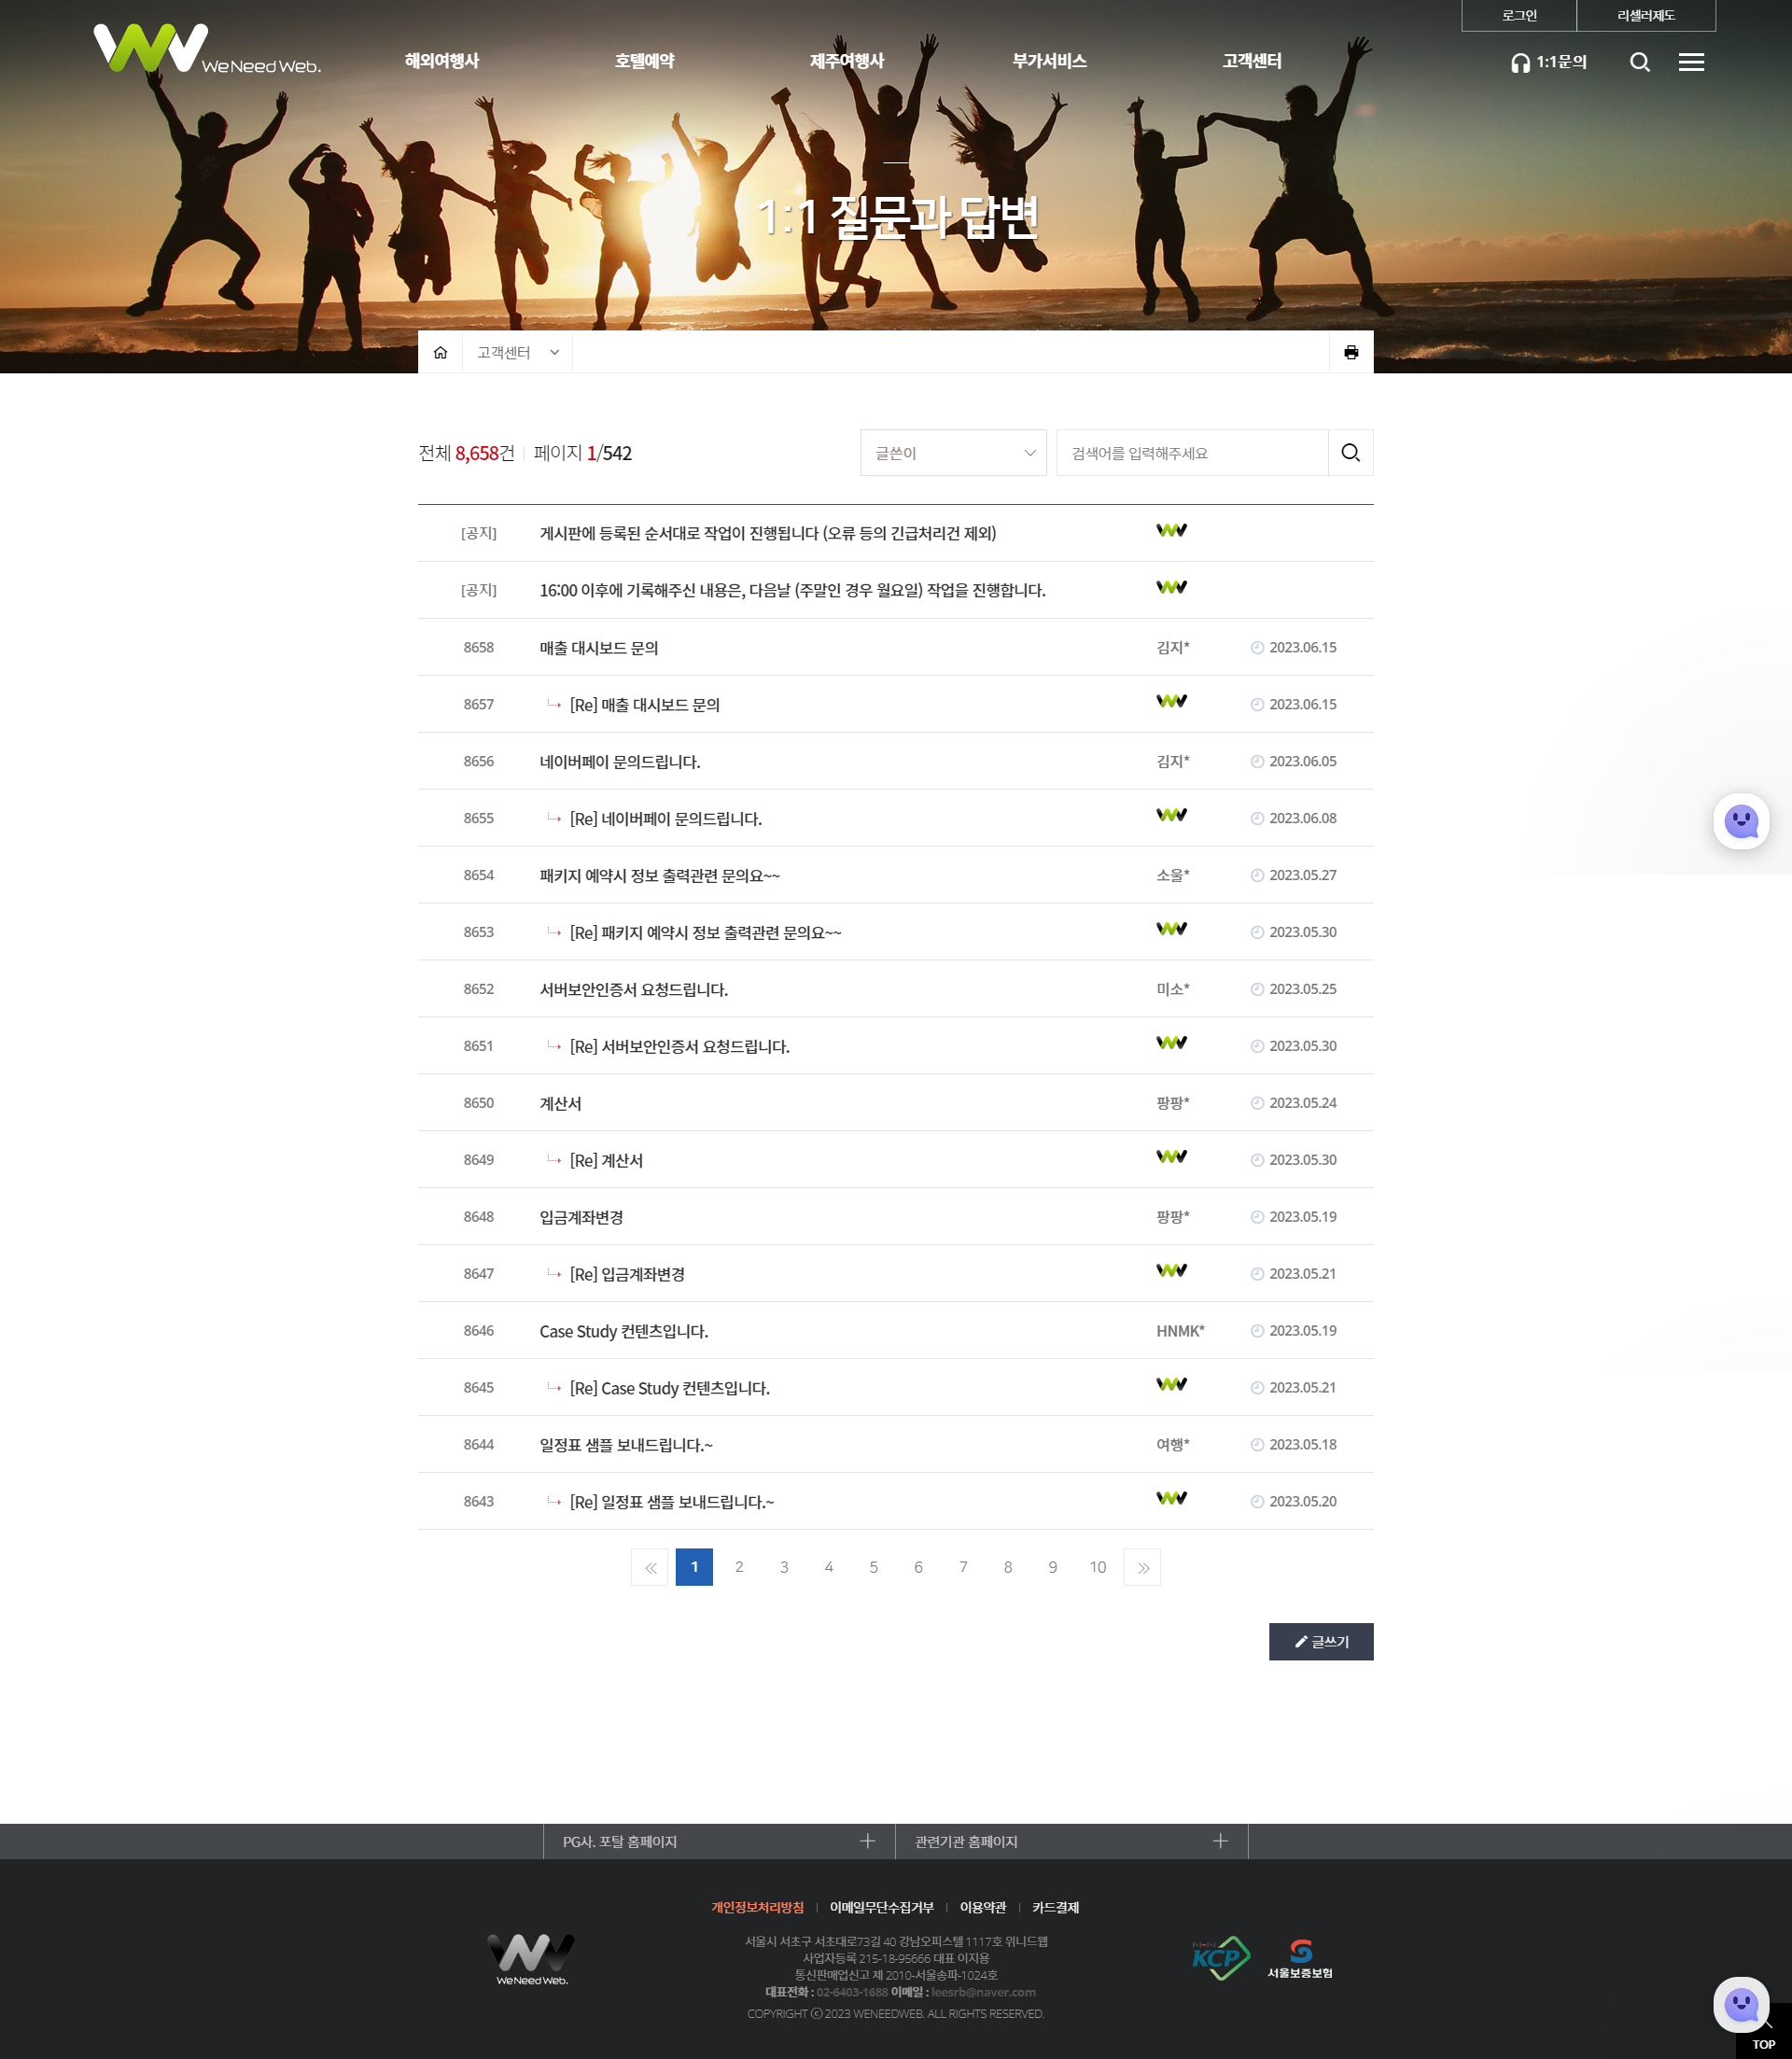 로그인
리셀러제도
We Need Web.
해외여행사
호텔예약
제주여행사
부가서비스
고객센터
1:1문의
1:1 질문과 답변
고객센터
전체 8,658건
페이지 1/542
글쓴이
검색어를 입력해주세요
[공지] 게시판에 등록된 순서대로 작업이 진행됩니다 (오류 등의 긴급처리건 제외)
[공지] 16:00 이후에 기록해주신 내용은, 다음날 (주말인 경우 월요일) 작업을 진행합니다.
8658 매출 대시보드 문의 김지* 2023.06.15
8657 [Re] 매출 대시보드 문의 2023.06.15
8656 네이버페이 문의드립니다. 김지* 2023.06.05
8655 [Re] 네이버페이 문의드립니다. 2023.06.08
8654 패키지 예약시 정보 출력관련 문의요~~ 소울* 2023.05.27
8653 [Re] 패키지 예약시 정보 출력관련 문의요~~ 2023.05.30
8652 서버보안인증서 요청드립니다. 미소* 2023.05.25
8651 [Re] 서버보안인증서 요청드립니다. 2023.05.30
8650 계산서 팡팡* 2023.05.24
8649 [Re] 계산서 2023.05.30
8648 입금계좌변경 팡팡* 2023.05.19
8647 [Re] 입금계좌변경 2023.05.21
8646 Case Study 컨텐츠입니다. HNMK* 2023.05.19
8645 [Re] Case Study 컨텐츠입니다. 2023.05.21
8644 일정표 샘플 보내드립니다.~ 여행* 2023.05.18
8643 [Re] 일정표 샘플 보내드립니다.~ 2023.05.20
1 2 3 4 5 6 7 8 9 10
글쓰기
PG사. 포탈 홈페이지
관련기관 홈페이지
개인정보처리방침
이메일무단수집거부
이용약관
카드결제
We Need Web.
서울시 서초구 서초대로73길 40 강남오피스텔 1117호 위니드웹
사업자등록 215-18-95666 대표 이지용
통신판매업신고 제 2010-서울송파-1024호
대표전화 : 02-6403-1688 이메일 : leesrb@naver.com
COPYRIGHT ⓒ 2023 WENEEDWEB. ALL RIGHTS RESERVED.
NHN KCP
서울보증보험
TOP